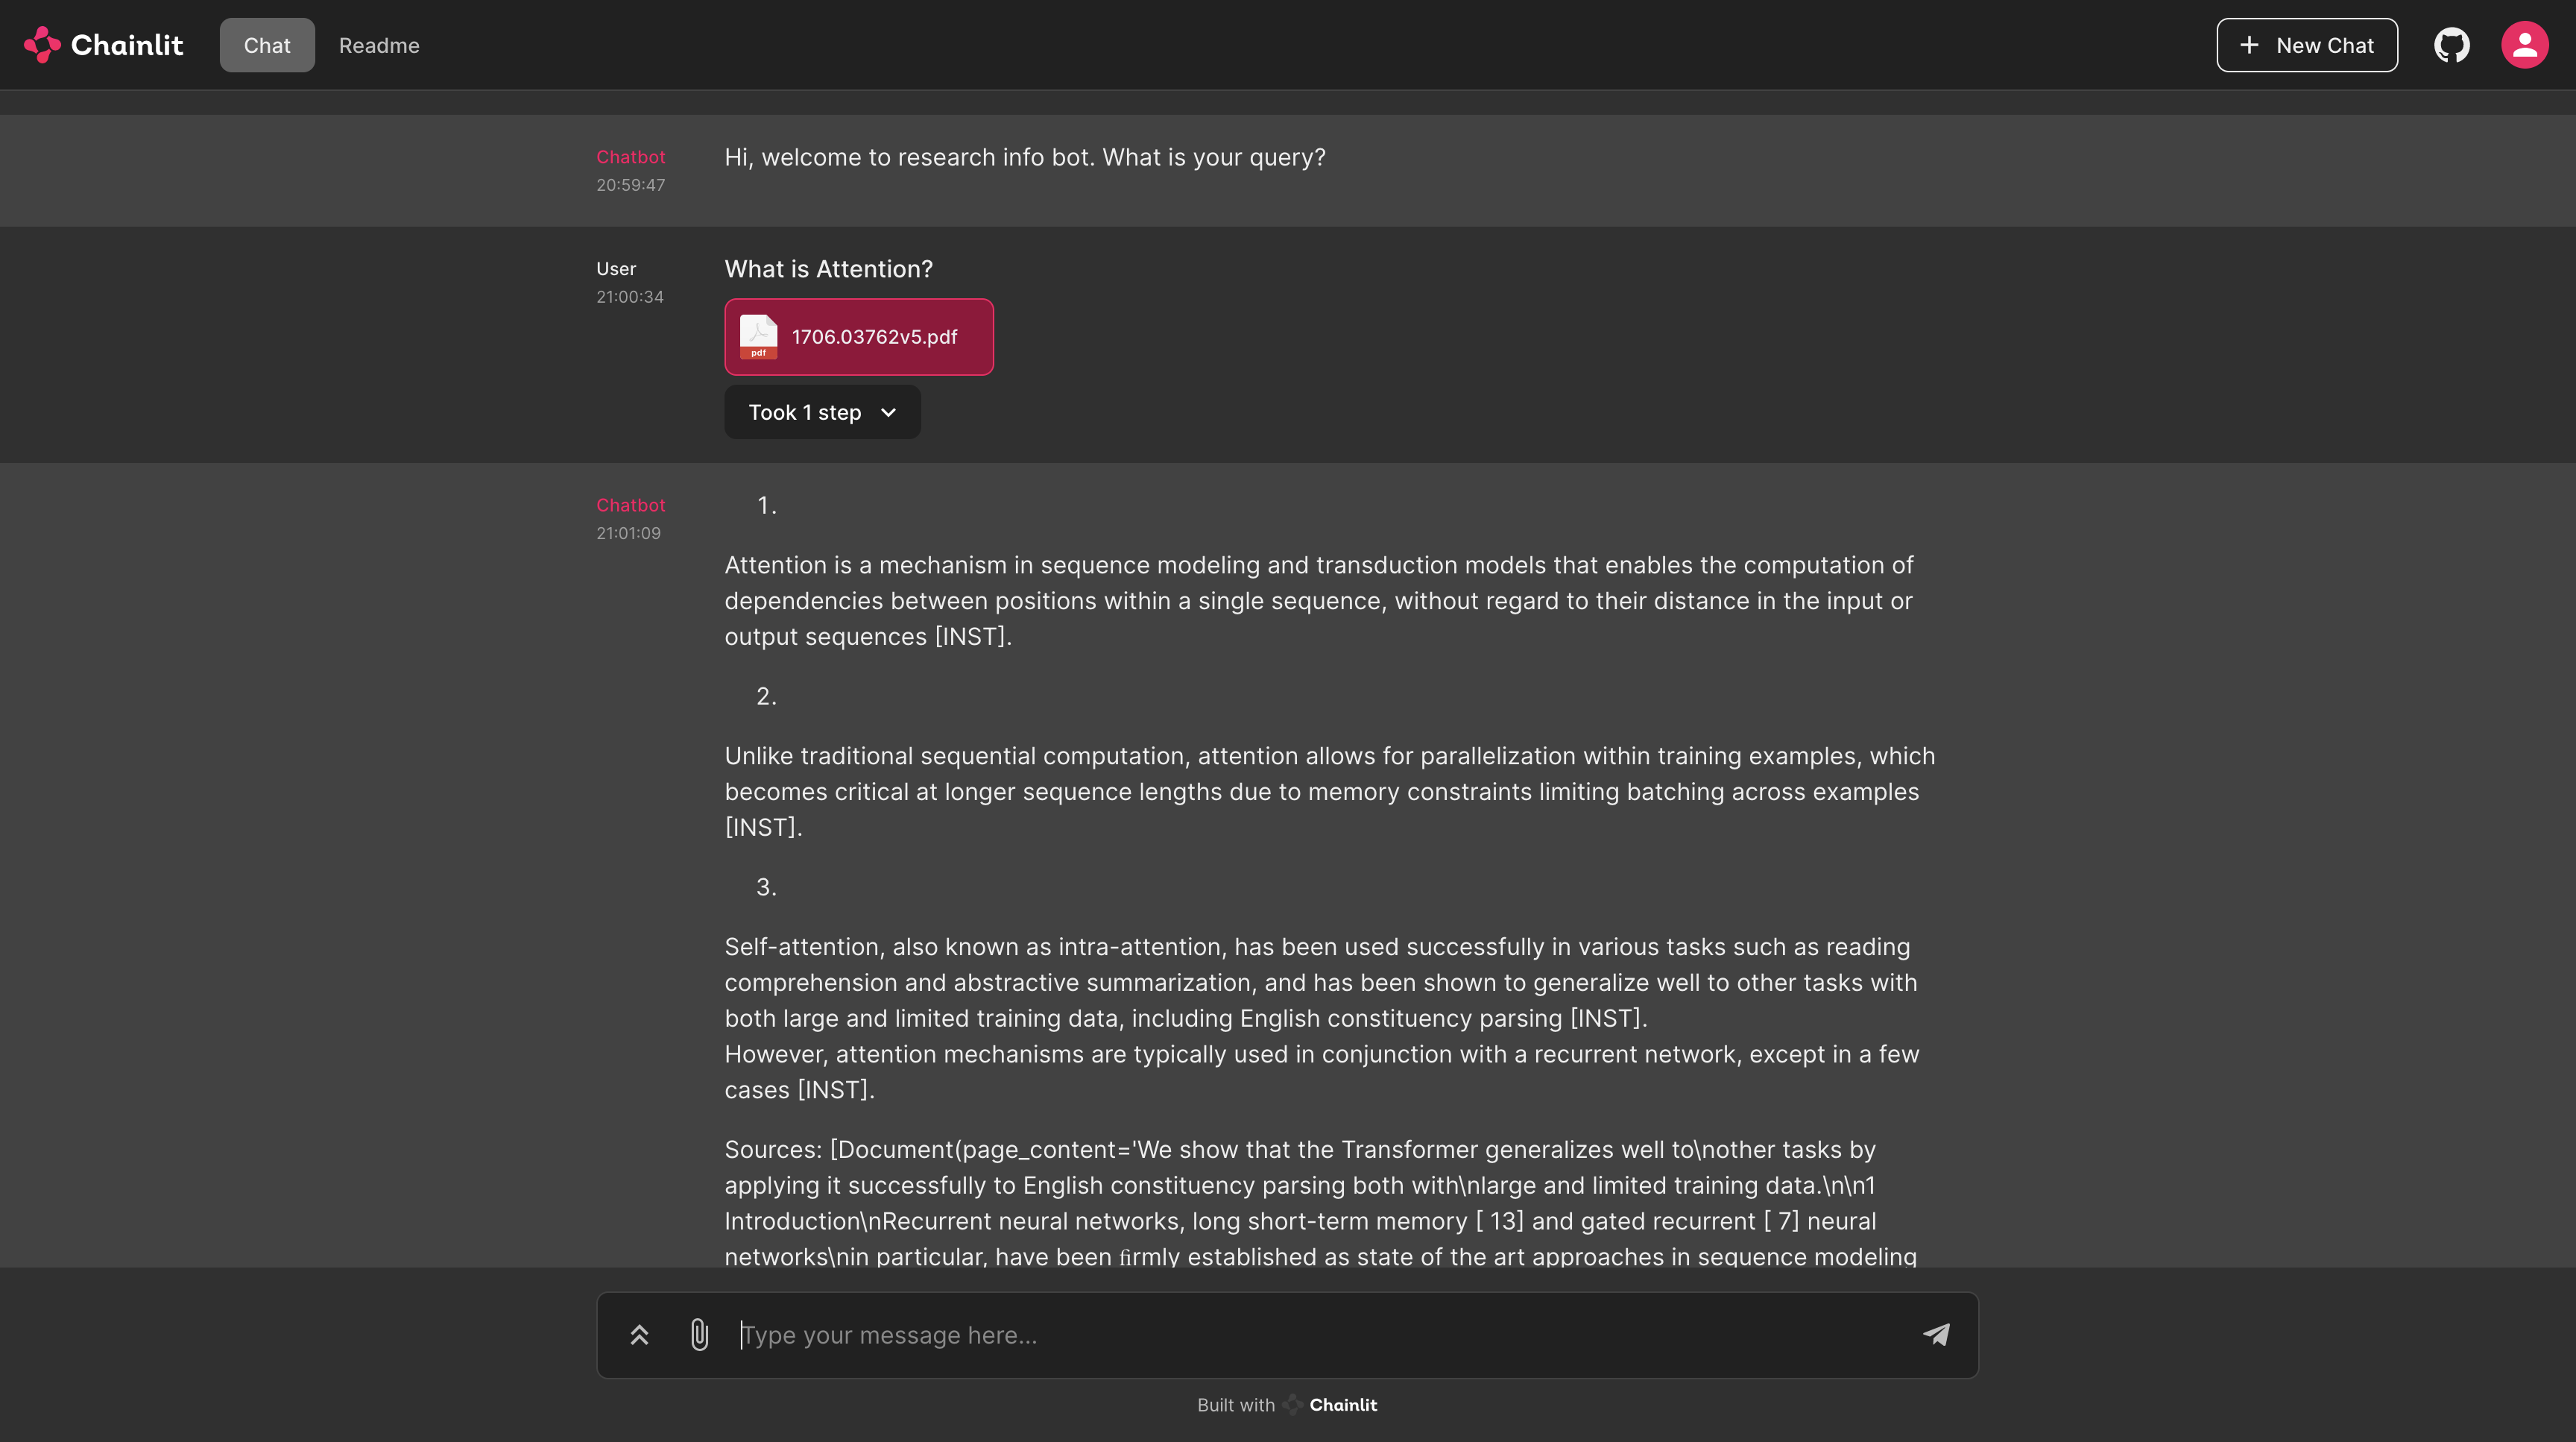 Chainlit
Chat
Readme
New Chat
Chatbot
20:59:47
Hi, welcome to research info bot. What is your query?
User
21:00:34
What is Attention?
pdf
1706.03762v5.pdf
Took 1 step
Chatbot
21:01:09
1.
Attention is a mechanism in sequence modeling and transduction models that enables the computation of
dependencies between positions within a single sequence, without regard to their distance in the input or
output sequences [INST].
2.
Unlike traditional sequential computation, attention allows for parallelization within training examples, which
becomes critical at longer sequence lengths due to memory constraints limiting batching across examples
[INST].
3.
Self-attention, also known as intra-attention, has been used successfully in various tasks such as reading
comprehension and abstractive summarization, and has been shown to generalize well to other tasks with
both large and limited training data, including English constituency parsing [INST].
However, attention mechanisms are typically used in conjunction with a recurrent network, except in a few
cases [INST].
Sources: [Document(page_content='We show that the Transformer generalizes well to\nother tasks by
applying it successfully to English constituency parsing both with\nlarge and limited training data.\n\n1
Introduction\nRecurrent neural networks, long short-term memory [ 13] and gated recurrent [ 7] neural
networks\nin particular, have been ﬁrmly established as state of the art approaches in sequence modeling
Type your message here...
Built with Chainlit